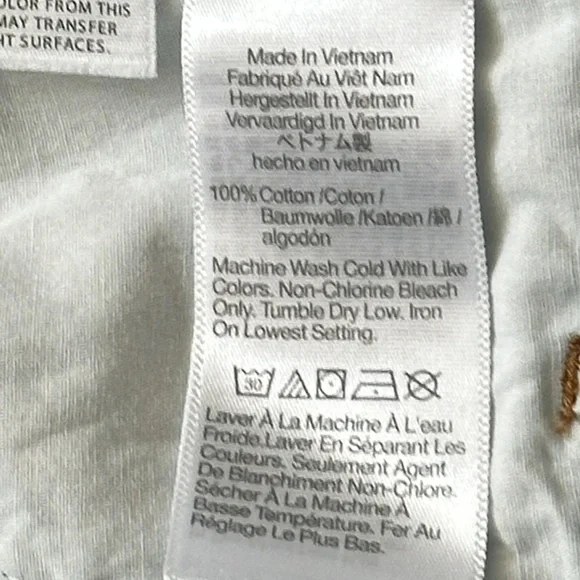 COLOR FROM THIS
MAY TRANSFER
HT SURFACES.
Made In Vietnam
Fabriqué Au Viêt Nam
Hergestellt In Vietnam
Vervaardigd In Vietnam
ベトナム製
hecho en vietnam
100% Cotton /Coton /
Baumwolle /Katoen /綿 /
algodón
Machine Wash Cold With Like
Colors. Non-Chlorine Bleach
Only. Tumble Dry Low. Iron
On Lowest Setting.
30
Laver À La Machine À L'eau
Froide.Laver En Séparant Les
Couleurs. Seulement Agent
De Blanchiment Non-Chlore.
Sécher À La Machine À
Basse Température. Fer Au
Réglage Le Plus Bas.